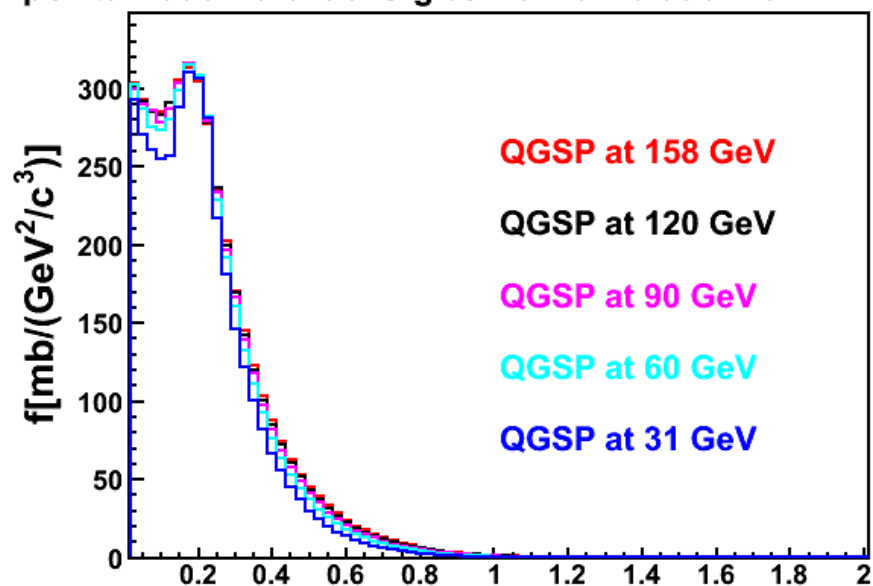 300
250
200
150
100
50
0
f[mb/(GeV²/c³)]
QGSP at 158 GeV
QGSP at 120 GeV
QGSP at 90 GeV
QGSP at 60 GeV
QGSP at 31 GeV
0.2 0.4 0.6 0.8 1 1.2 1.4 1.6 1.8 2